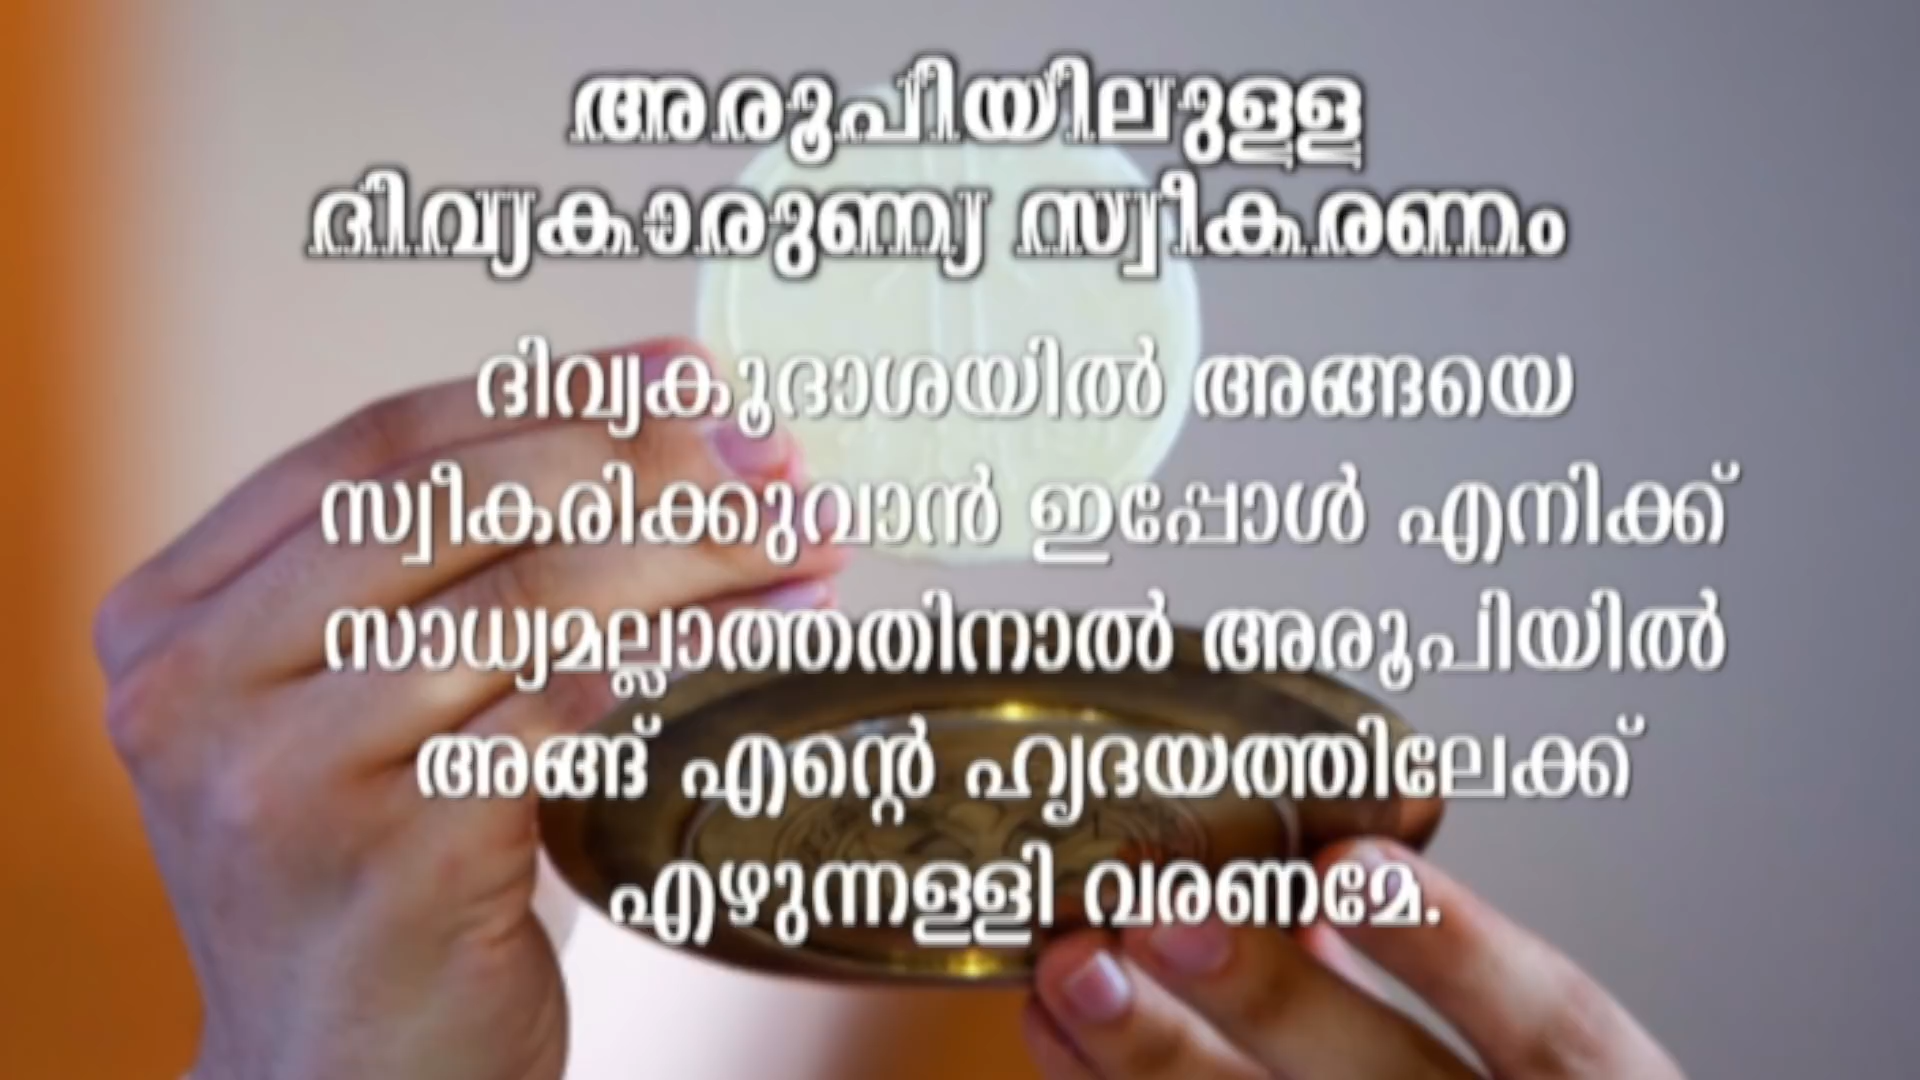 അരൂപിയിലുള്ള
ദിവ്യകാരുണ്യ സ്വീകരണം
ദിവ്യകൂദാശയിൽ അങ്ങയെ
സ്വീകരിക്കുവാൻ ഇപ്പോൾ എനിക്ക്
സാധ്യമല്ലാത്തതിനാൽ അരൂപിയിൽ
അങ്ങ് എന്റെ ഹൃദയത്തിലേക്ക്
എഴുന്നള്ളി വരണമേ.